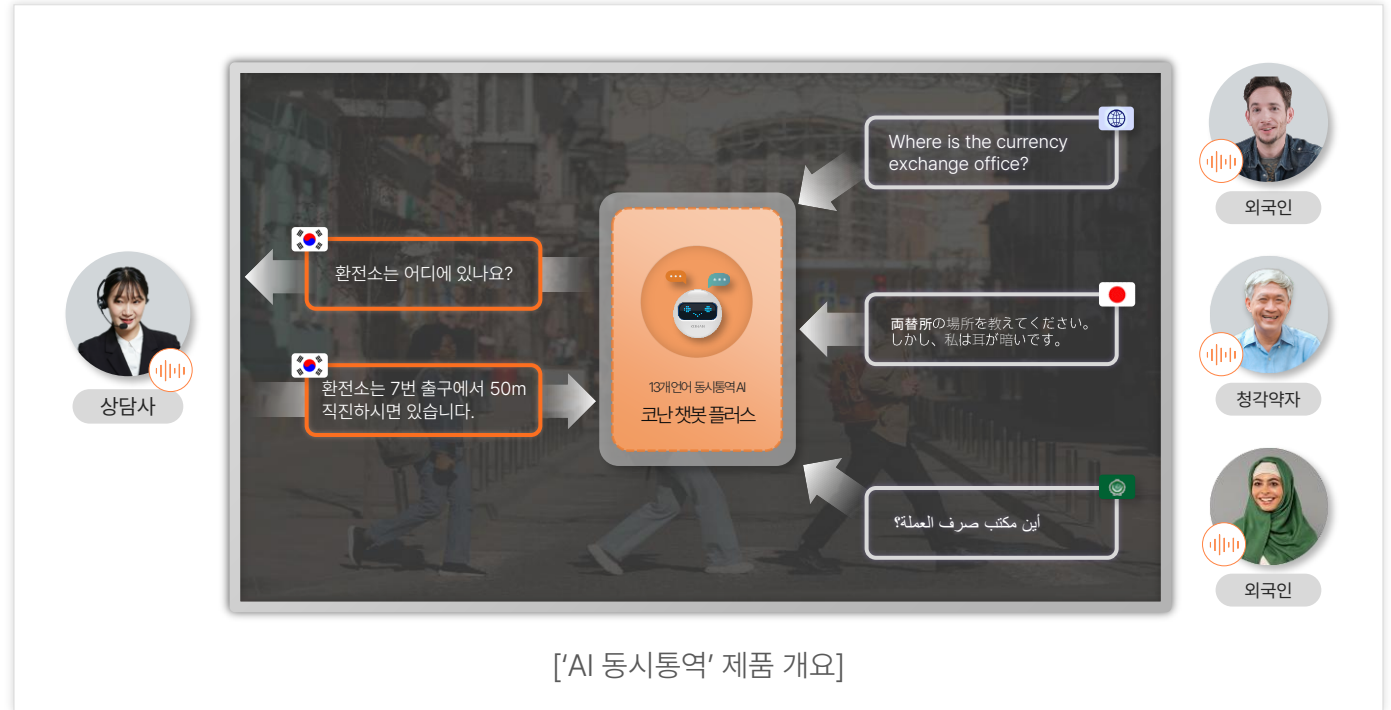 상담사
환전소는 어디에 있나요?
환전소는 7번 출구에서 50m
직진하시면 있습니다.
13개 언어 동시통역 AI
코난 챗봇 플러스
Where is the currency
exchange office?
両替所の場所を教えてください。
しかし、私は耳が暗いです。
أين مكتب صرف العملة؟
외국인
청각약자
외국인
['AI 동시통역' 제품 개요]